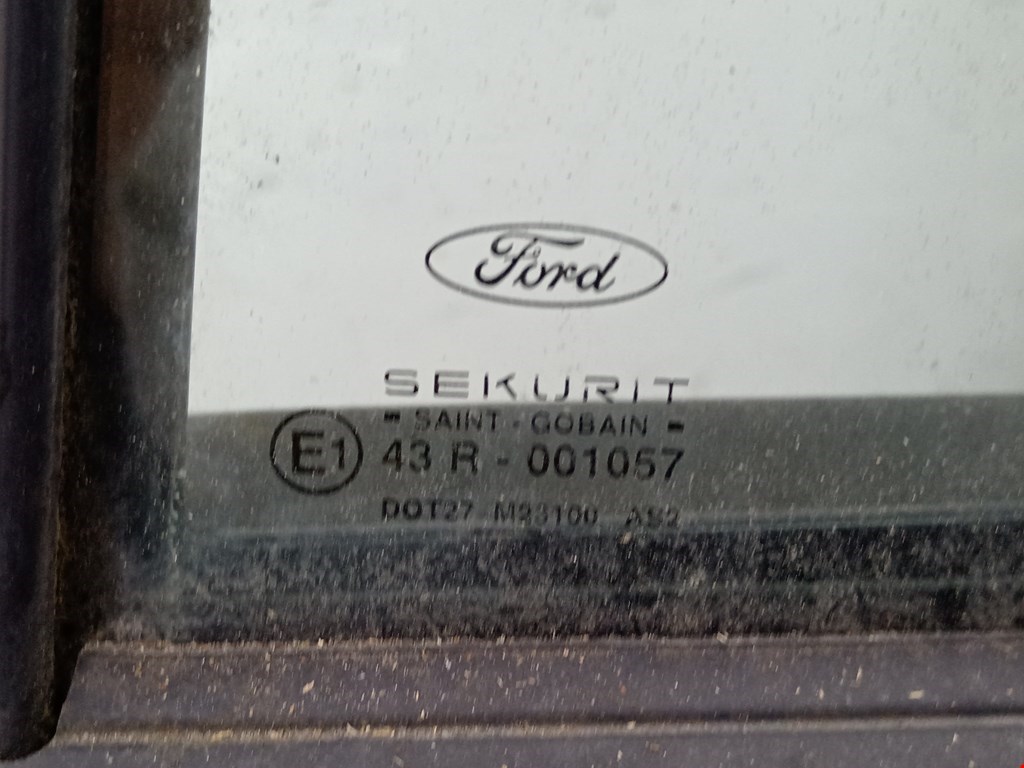 Ford
SEKURIT
- SAINT - GOBAIN -
E1 43 R - 001057
DOT27 M23100 AS2